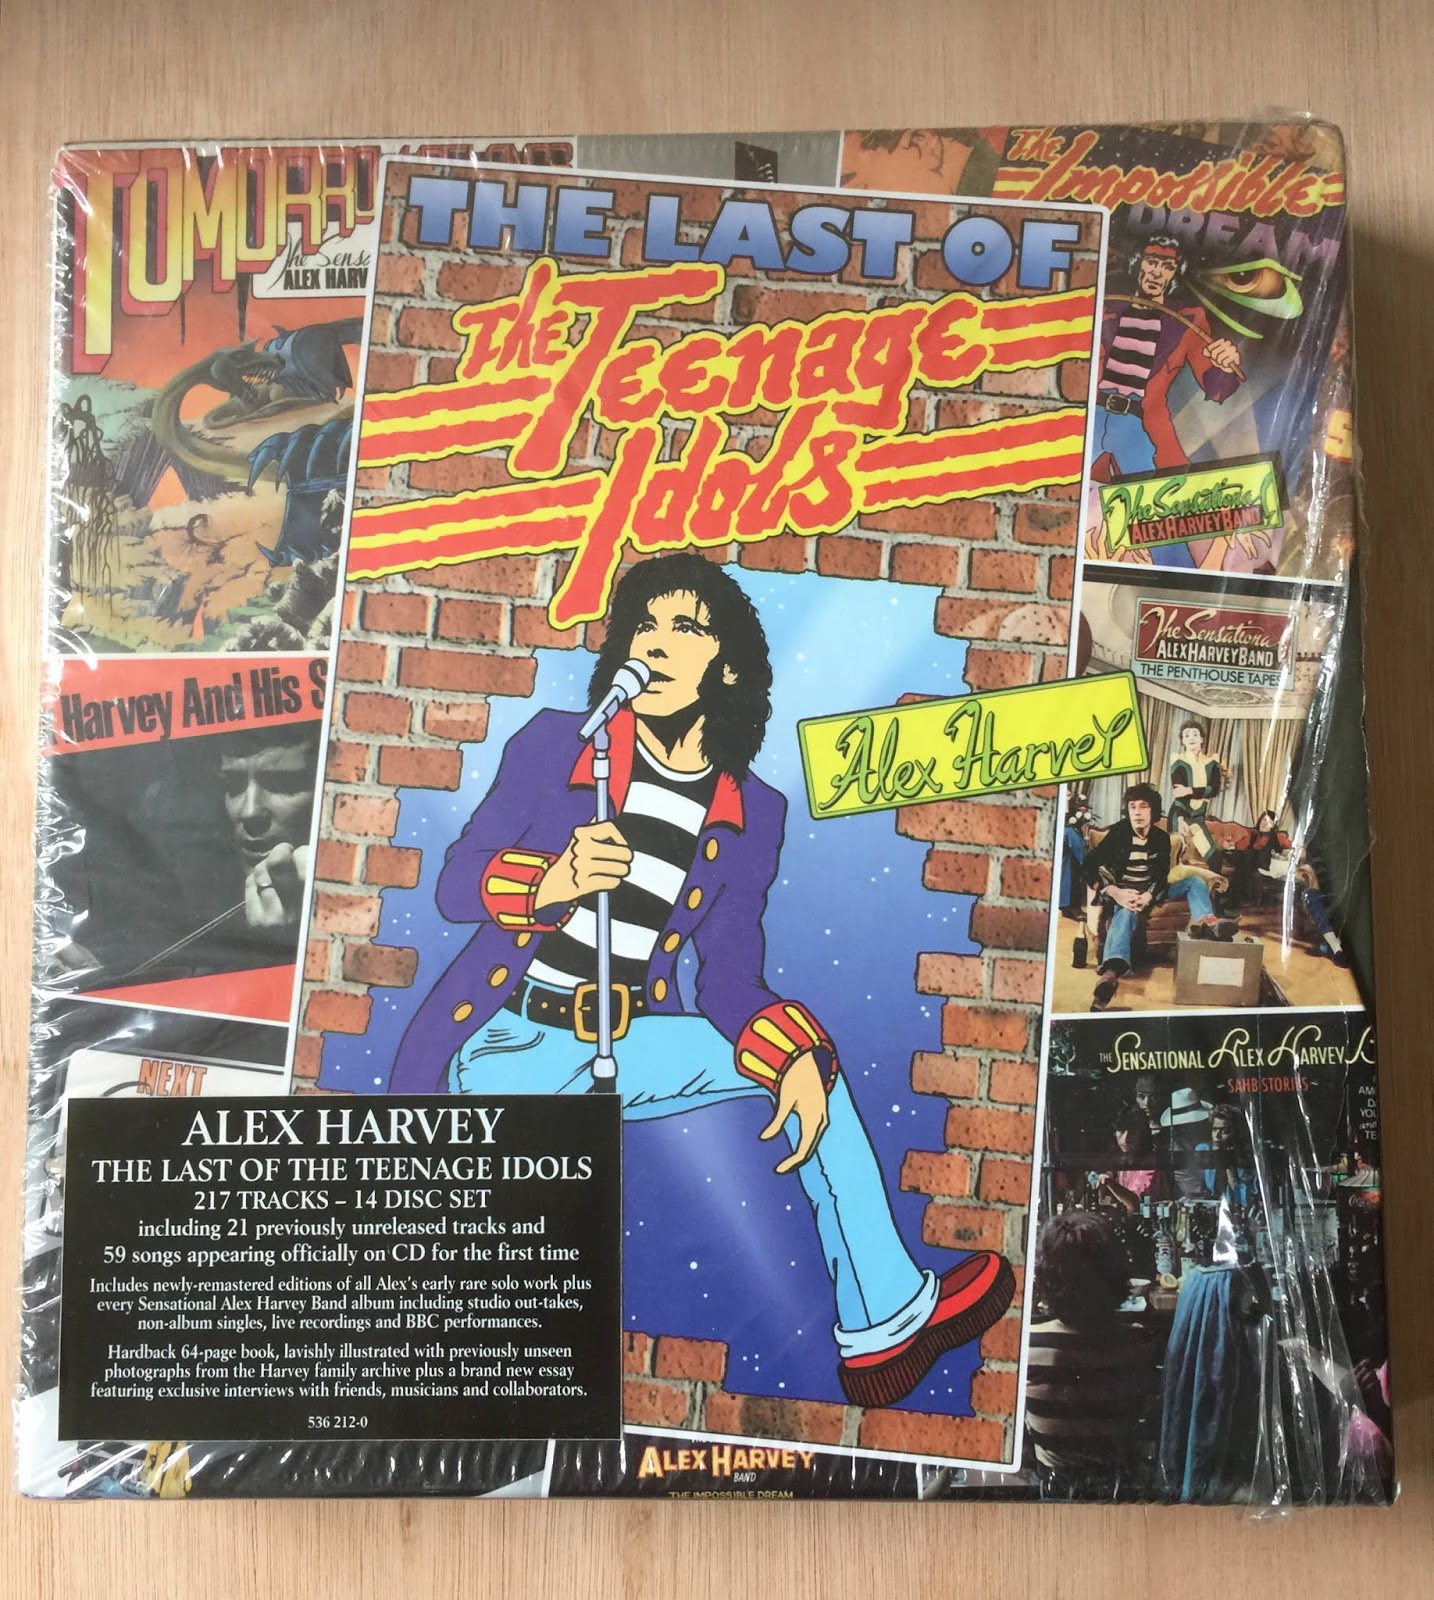 TOMORRO
The Sensa
ALEX HARV
THE LAST OF
The Teenage
Idols
Alex Harvey
The Impossible
DREAM
The Sensational
ALEX HARVEY BAND
The Sensationa
ALEX HARVEY BAND
THE PENTHOUSE TAPES
Harvey And His S
NEXT
THE SENSATIONAL ALEX HARVEY
SAHB STORIES
ALEX HARVEY
THE LAST OF THE TEENAGE IDOLS
217 TRACKS – 14 DISC SET
including 21 previously unreleased tracks and
59 songs appearing officially on CD for the first time
Includes newly-remastered editions of all Alex's early rare solo work plus
every Sensational Alex Harvey Band album including studio out-takes,
non-album singles, live recordings and BBC performances.
Hardback 64-page book, lavishly illustrated with previously unseen
photographs from the Harvey family archive plus a brand new essay
featuring exclusive interviews with friends, musicians and collaborators.
536 212-0
ALEX HARVEY
BAND
THE IMPOSSIBLE DREAM